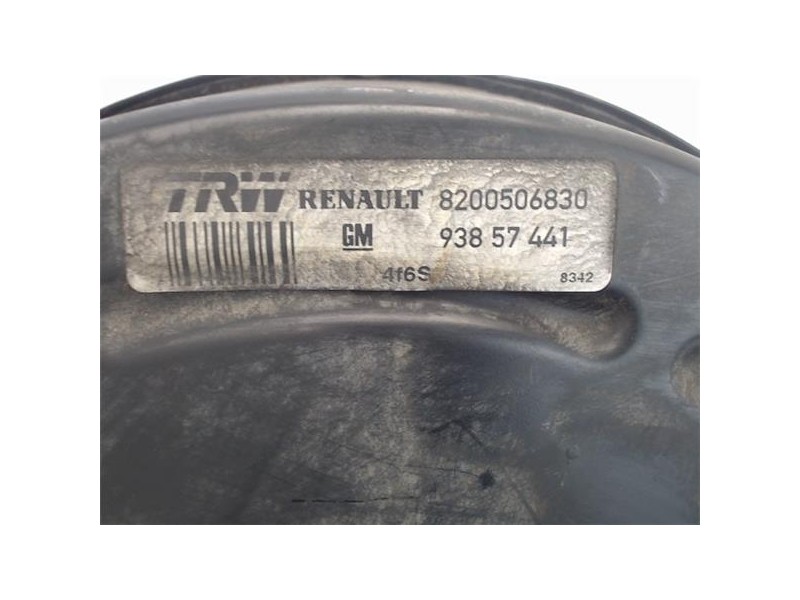 TRW RENAULT 8200506830
GM 938 57 441
4f6S 8342